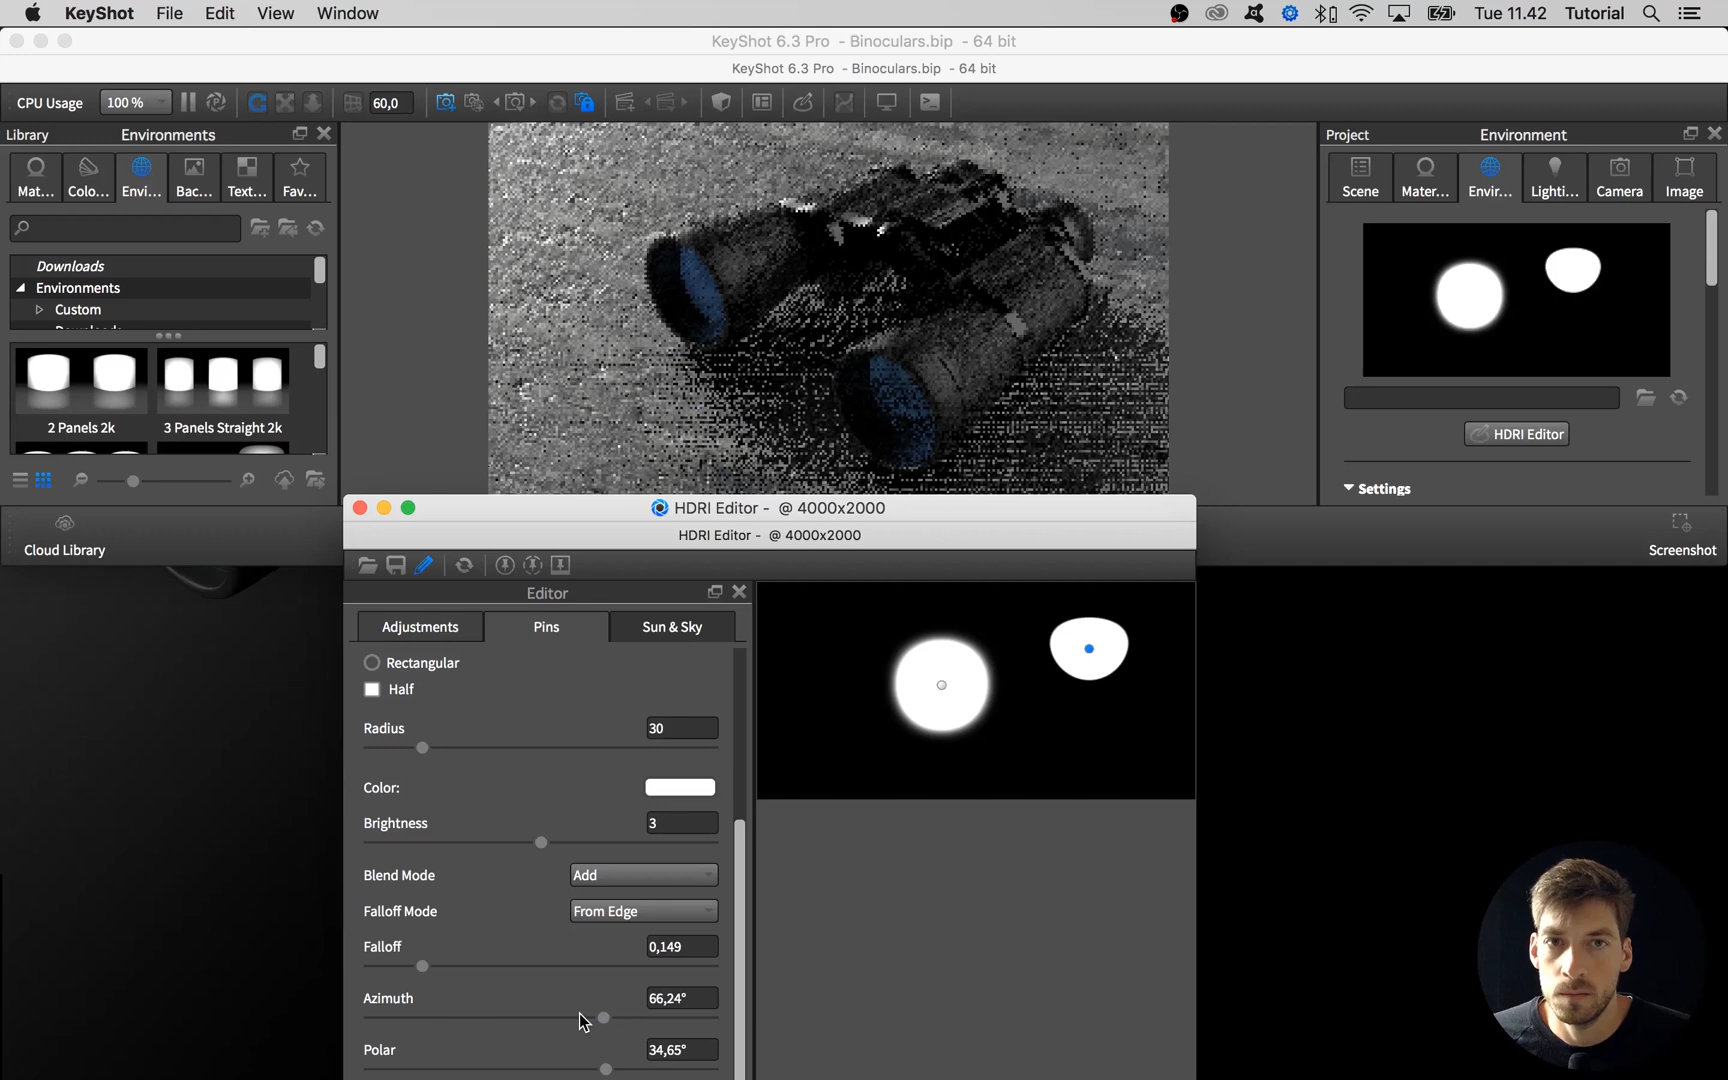 KeyShot File Edit View Window Tue 11.42 Tutorial
KeyShot 6.3 Pro - Binoculars.bip - 64 bit
KeyShot 6.3 Pro - Binoculars.bip - 64 bit
CPU Usage 100 % 60,0
Library Environments
Mat... Colo... Envi... Bac... Text... Fav...
Downloads
Environments
Custom
2 Panels 2k 3 Panels Straight 2k
Cloud Library
Project Environment
Scene Mater... Envir... Lighti... Camera Image
HDRI Editor
Settings
Screenshot
HDRI Editor - @ 4000x2000
HDRI Editor - @ 4000x2000
Editor
Adjustments Pins Sun & Sky
Rectangular
Half
Radius 30
Color:
Brightness 3
Blend Mode Add
Falloff Mode From Edge
Falloff 0,149
Azimuth 66,24°
Polar 34,65°